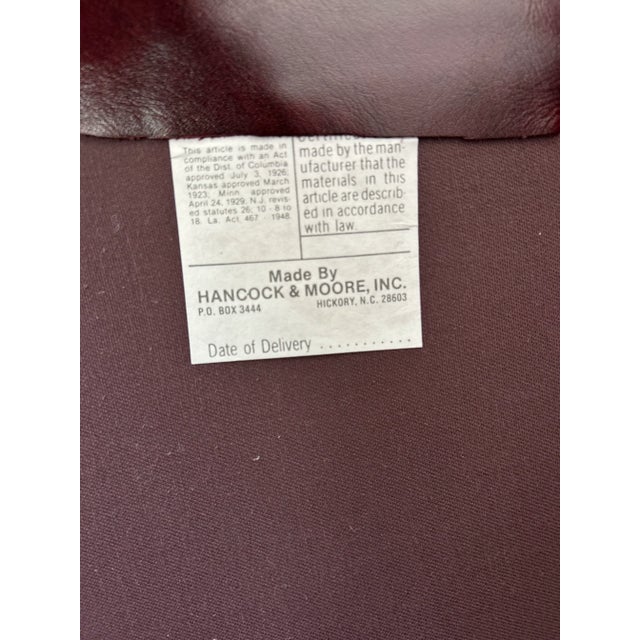 This article is made in
compliance with an Act
of the Dist. of Columbia
approved July 3, 1926;
Kansas approved March
1923; Minn. approved
April 24, 1929; N.J. revis-
ed statutes 26; 10 - 8 to
18. La. Act. 467 - 1948.
made by the man-
ufacturer that the
materials in this
article are describ-
ed in accordance
with law.
Made By
HANCOCK & MOORE, INC.
P.O. BOX 3444 HICKORY, N.C. 28603
Date of Delivery ...........